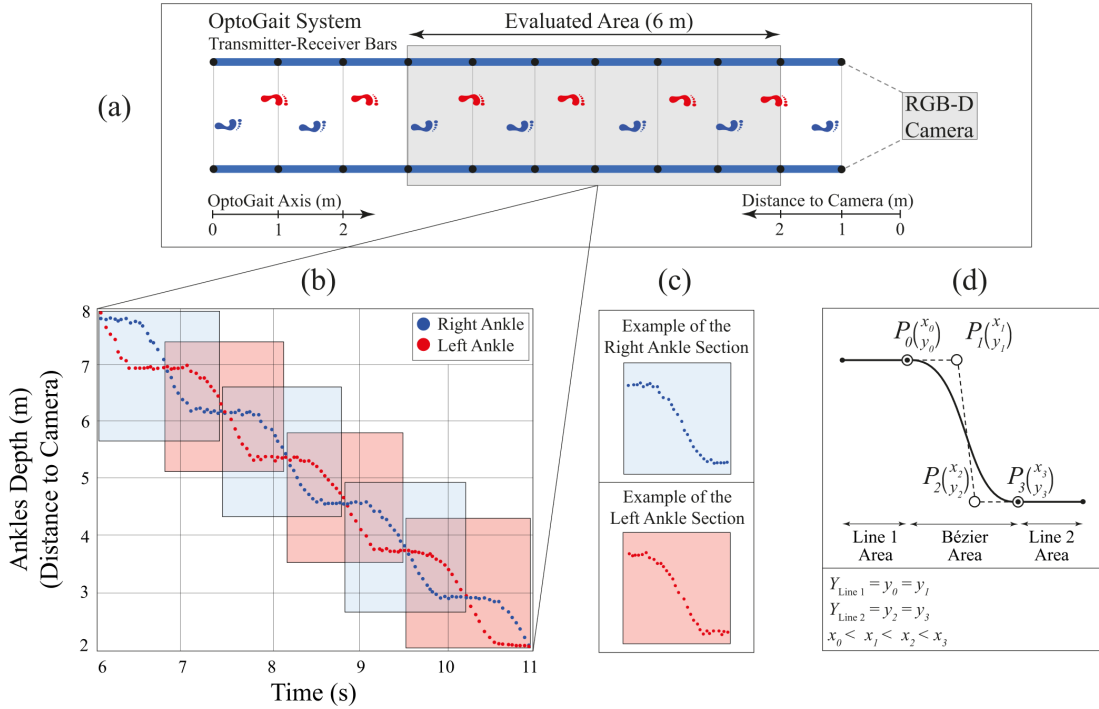 OptoGait System
Transmitter-Receiver Bars
Evaluated Area (6 m)
(a)
RGB-D
Camera
OptoGait Axis (m)
0 1 2
Distance to Camera (m)
2 1 0
(b)
Ankles Depth (m)
(Distance to Camera)
8
7
6
5
4
3
2
Right Ankle
Left Ankle
6 7 8 9 10 11
Time (s)
(c)
Example of the
Right Ankle Section
Example of the
Left Ankle Section
(d)
P₀(x₀ y₀) P₁(x₁ y₁)
P₂(x₂ y₂) P₃(x₃ y₃)
Line 1
Area
Bézier
Area
Line 2
Area
Y_Line 1 = y₀ = y₁
Y_Line 2 = y₂ = y₃
x₀ < x₁ < x₂ < x₃